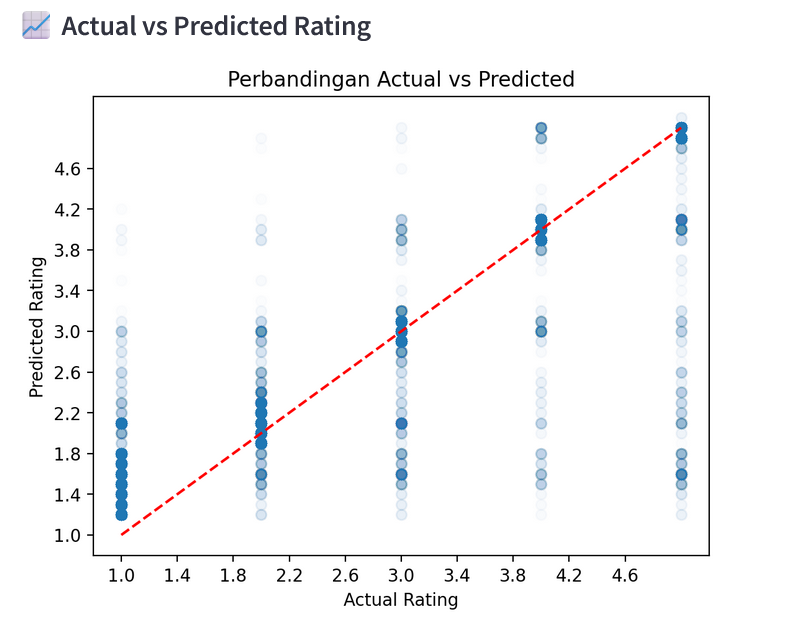 Actual vs Predicted Rating
Perbandingan Actual vs Predicted
4.6
4.2
3.8
3.4
3.0
2.6
2.2
1.8
1.4
1.0
Predicted Rating
1.0 1.4 1.8 2.2 2.6 3.0 3.4 3.8 4.2 4.6
Actual Rating